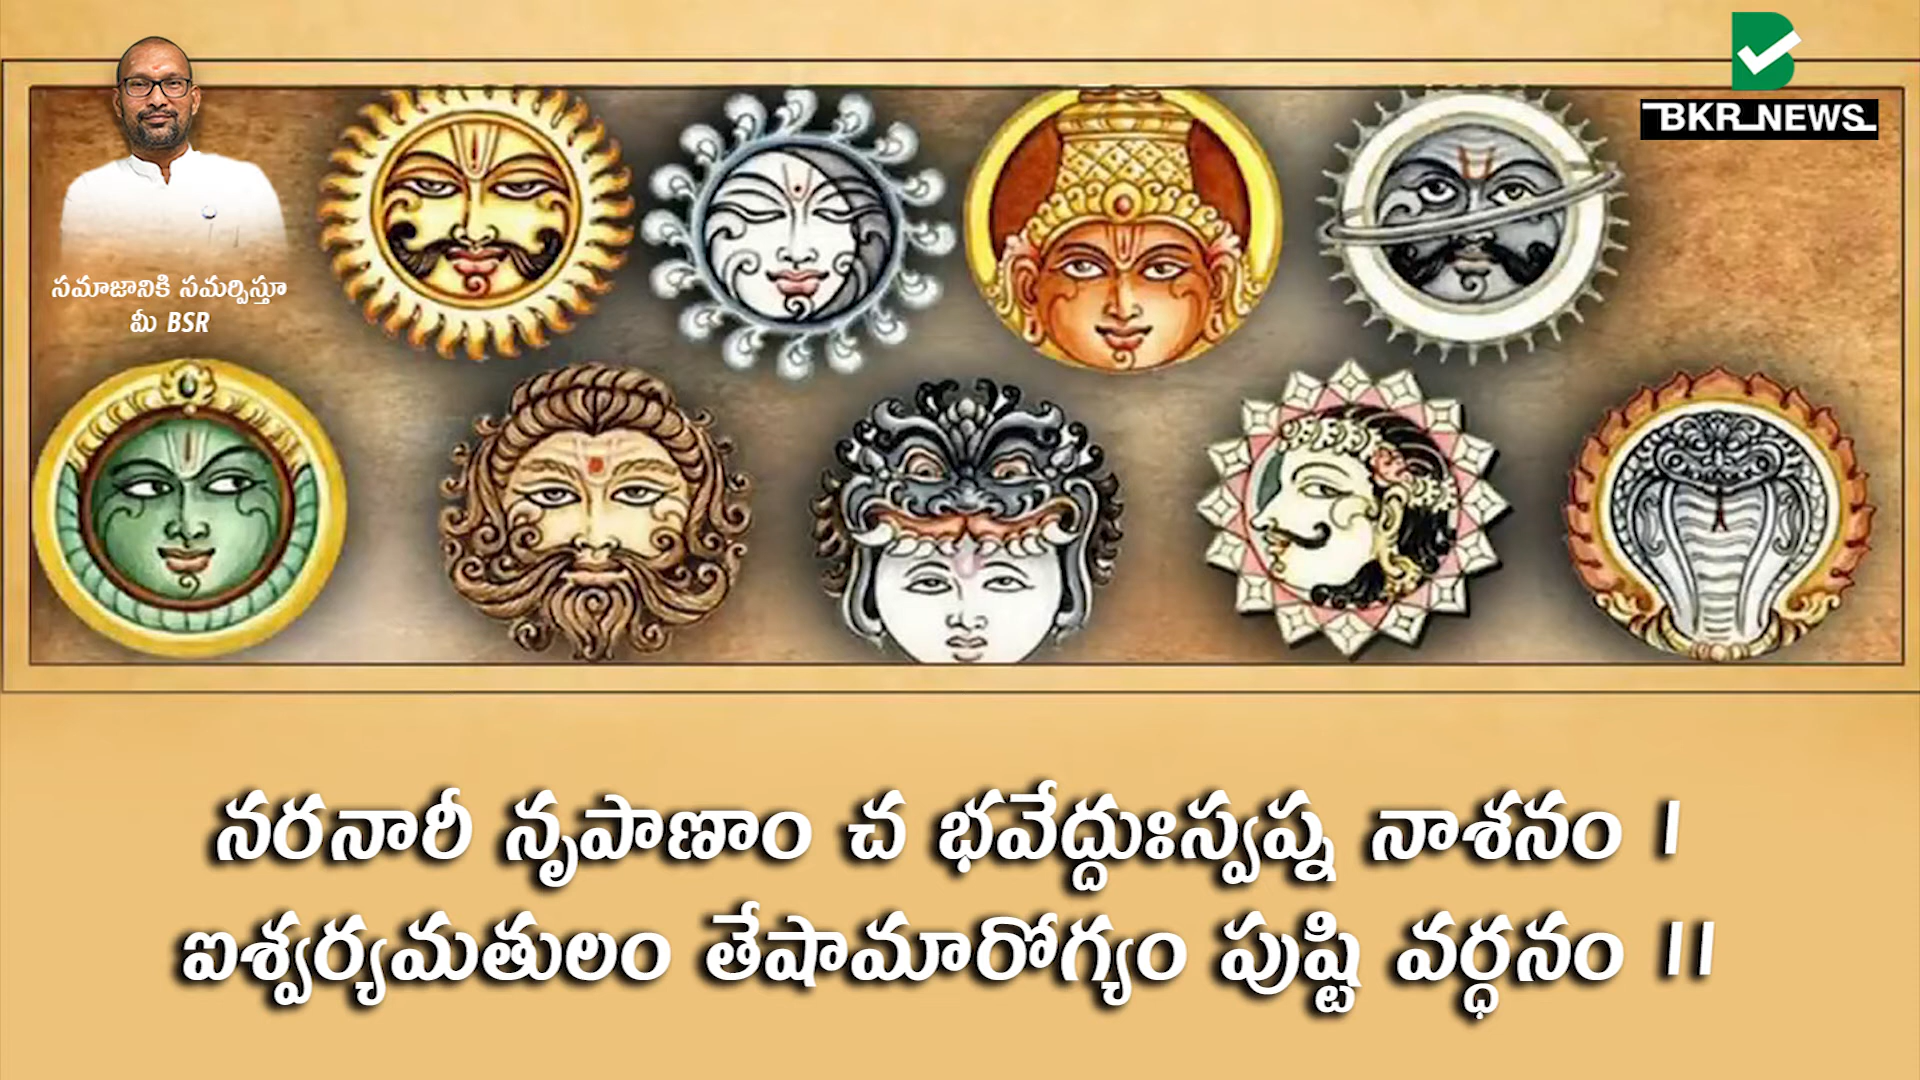 BKR NEWS
సమాజానికి సమర్పిస్తూ
మీ BSR
నరనారీ నృపాణాం చ భవేద్దుఃస్వప్న నాశనం ।
ఐశ్వర్యమతులం తేషామారోగ్యం పుష్టి వర్ధనం ।।